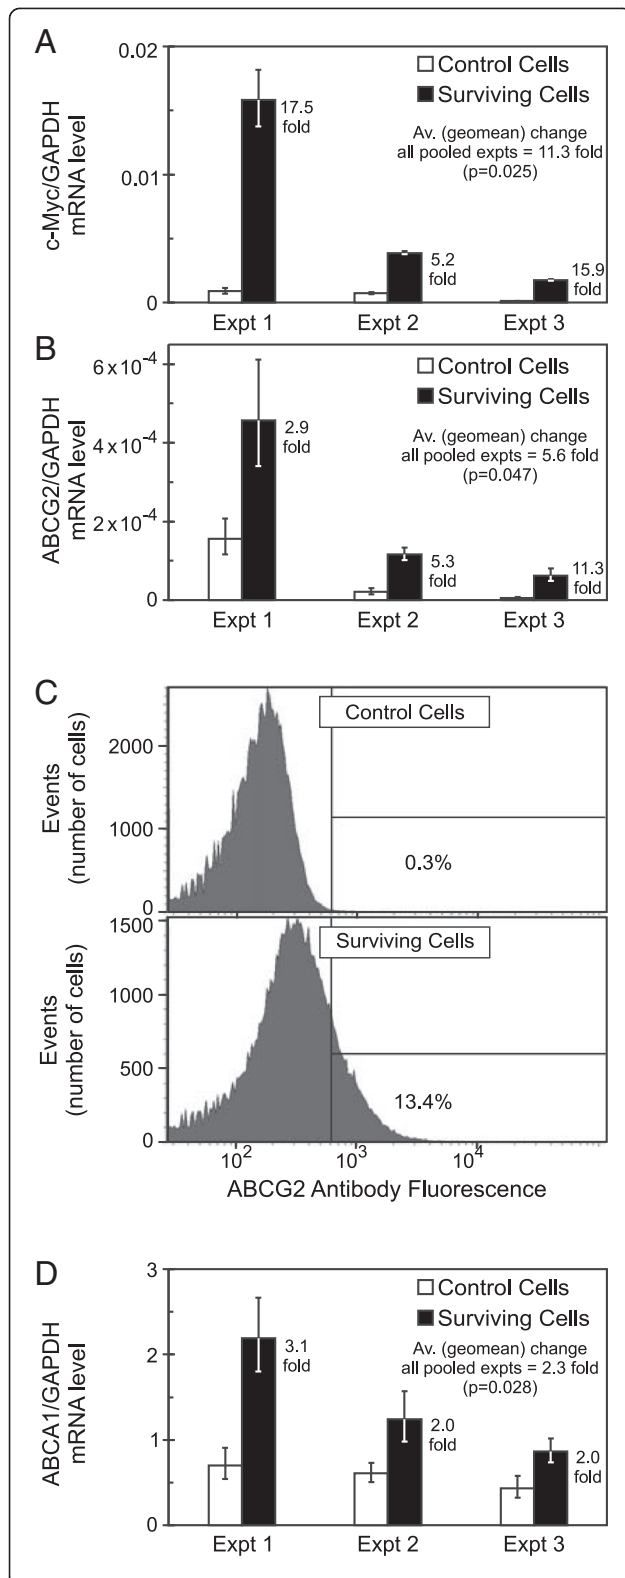 A
c-Myc/GAPDH
mRNA level
0.02
0.01
0
Control Cells
Surviving Cells
Av. (geomean) change
all pooled expts = 11.3 fold
(p=0.025)
17.5
fold
5.2
fold
15.9
fold
Expt 1 Expt 2 Expt 3
B
ABCG2/GAPDH
mRNA level
6x10⁻⁴
4x10⁻⁴
2x10⁻⁴
0
Control Cells
Surviving Cells
Av. (geomean) change
all pooled expts = 5.6 fold
(p=0.047)
2.9
fold
5.3
fold
11.3
fold
Expt 1 Expt 2 Expt 3
C
Events
(number of cells)
2000
1000
0
Control Cells
0.3%
Events
(number of cells)
1500
1000
500
0
Surviving Cells
13.4%
10² 10³ 10⁴
ABCG2 Antibody Fluorescence
D
ABCA1/GAPDH
mRNA level
3
2
1
0
Control Cells
Surviving Cells
Av. (geomean) change
all pooled expts = 2.3 fold
(p=0.028)
3.1
fold
2.0
fold
2.0
fold
Expt 1 Expt 2 Expt 3